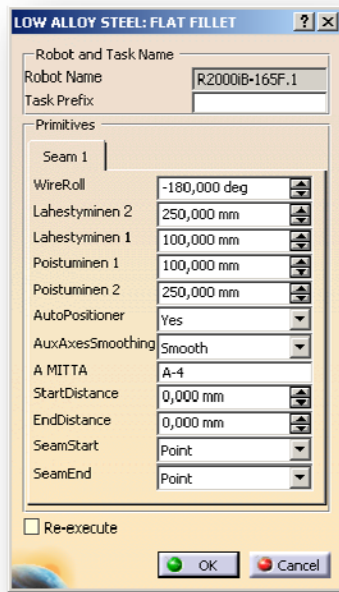 LOW ALLOY STEEL: FLAT FILLET ? ×
Robot and Task Name
Robot Name R2000iB-165F.1
Task Prefix
Primitives
Seam 1
WireRoll -180,000 deg
Lahestyminen 2 250,000 mm
Lahestyminen 1 100,000 mm
Poistuminen 1 100,000 mm
Poistuminen 2 250,000 mm
AutoPositioner Yes
AuxAxesSmoothing Smooth
A MITTA A-4
StartDistance 0,000 mm
EndDistance 0,000 mm
SeamStart Point
SeamEnd Point
Re-execute
OK Cancel